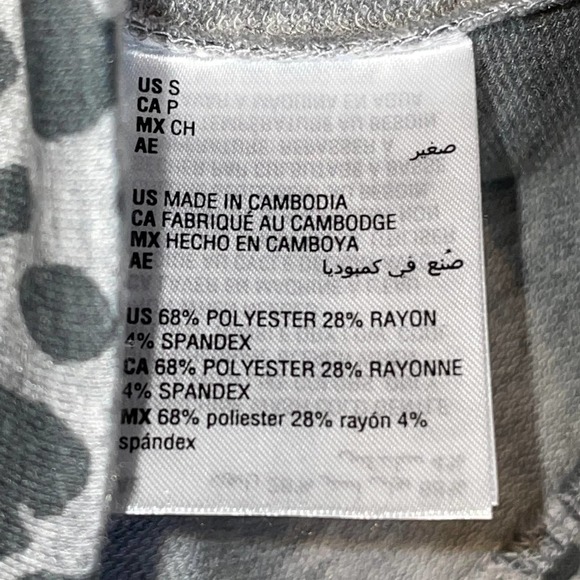 US S
CA P
MX CH
AE صغير
US MADE IN CAMBODIA
CA FABRIQUÉ AU CAMBODGE
MX HECHO EN CAMBOYA
AE صُنع في كمبوديا
US 68% POLYESTER 28% RAYON
4% SPANDEX
CA 68% POLYESTER 28% RAYONNE
4% SPANDEX
MX 68% poliester 28% rayón 4%
spándex